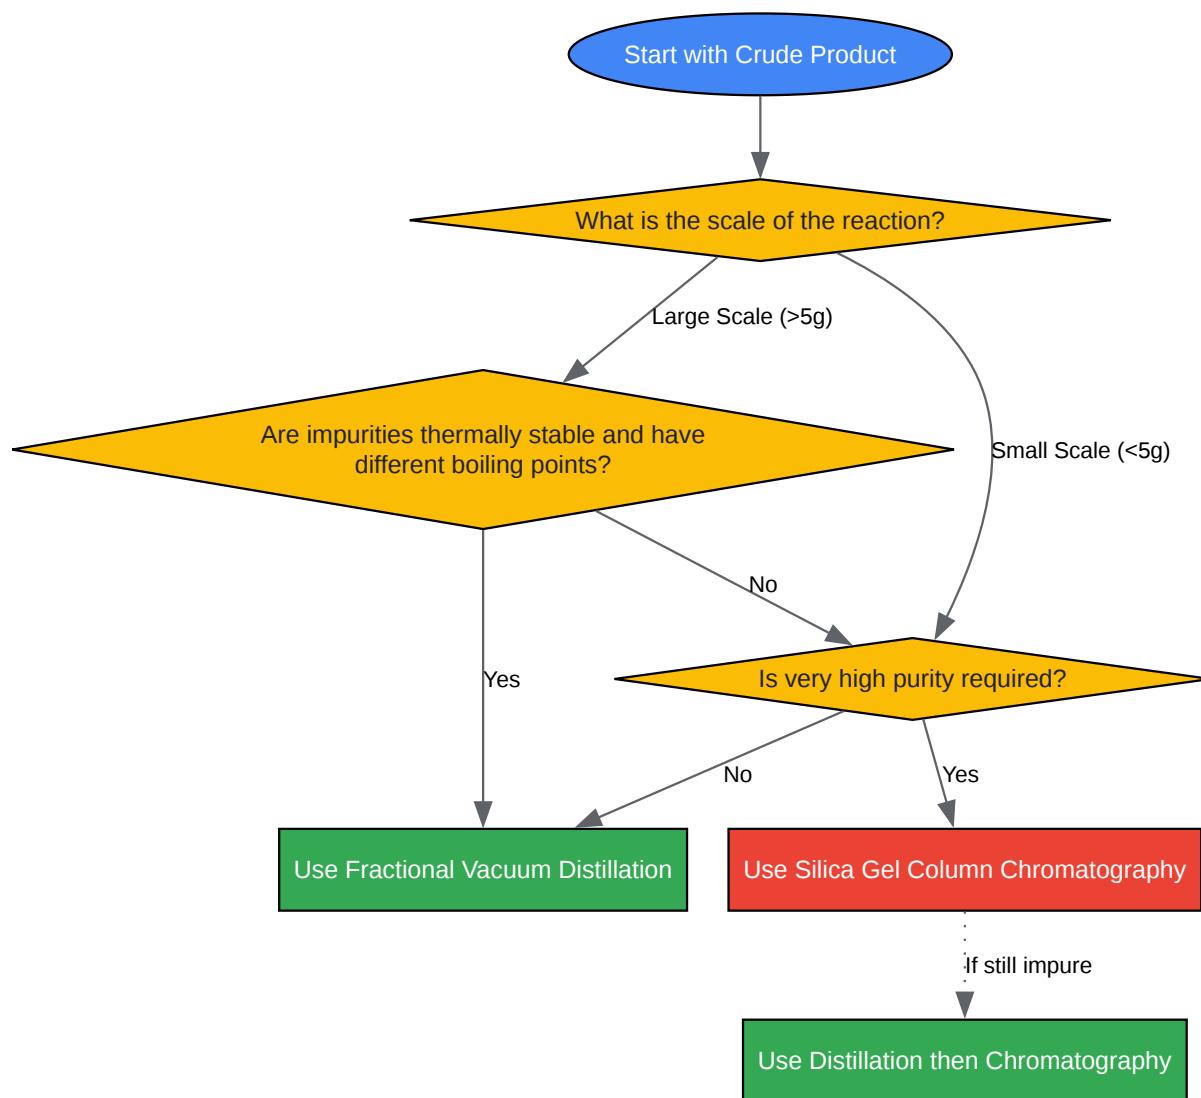 Start with Crude Product
What is the scale of the reaction?
Large Scale (>5g)
Are impurities thermally stable and have
different boiling points?
Small Scale (<5g)
No
Is very high purity required?
Yes
No
Yes
Use Fractional Vacuum Distillation
Use Silica Gel Column Chromatography
If still impure
Use Distillation then Chromatography